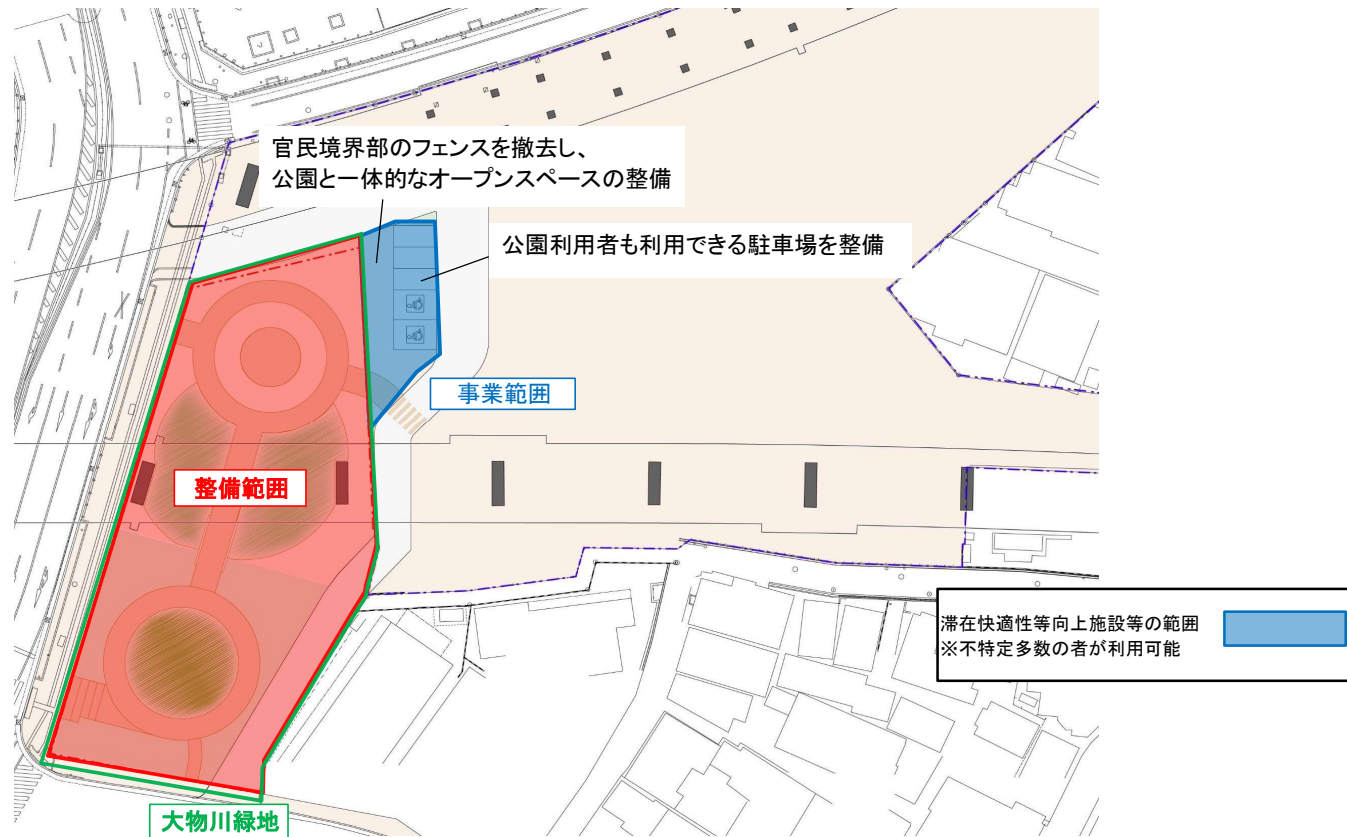 官民境界部のフェンスを撤去し、
公園と一体的なオープンスペースの整備
公園利用者も利用できる駐車場を整備
事業範囲
整備範囲
滞在快適性等向上施設等の範囲
※不特定多数の者が利用可能
大物川緑地